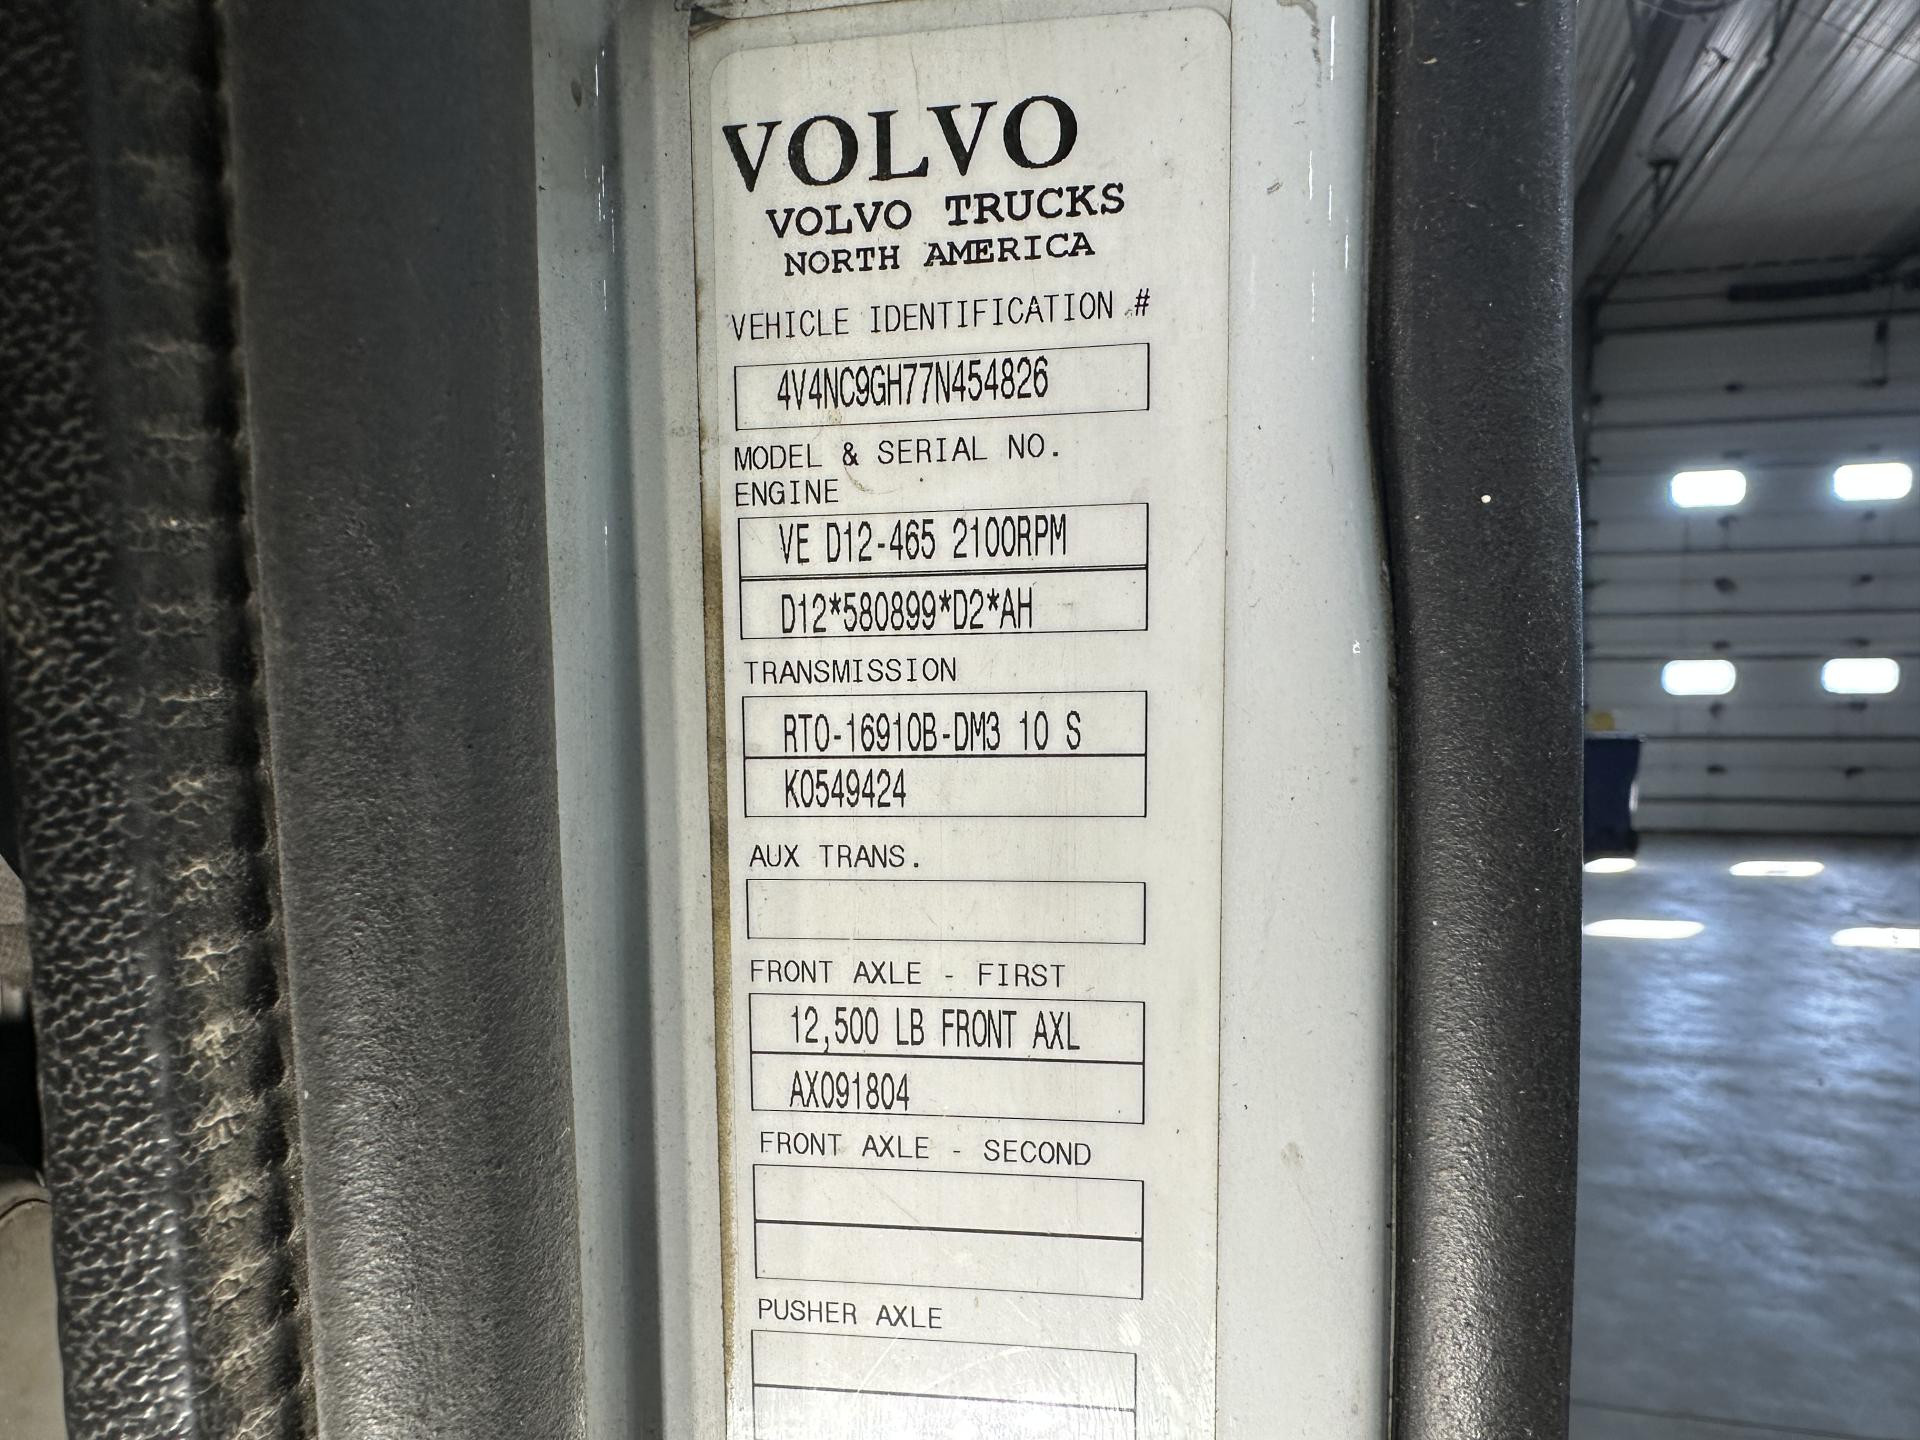 VOLVO
VOLVO TRUCKS
NORTH AMERICA
VEHICLE IDENTIFICATION #
4V4NC9GH77N454826
MODEL & SERIAL NO.
ENGINE
VE D12-465 2100RPM
D12*580899*D2*AH
TRANSMISSION
RTO-16910B-DM3 10 S
K0549424
AUX TRANS.
FRONT AXLE - FIRST
12,500 LB FRONT AXL
AX091804
FRONT AXLE - SECOND
PUSHER AXLE